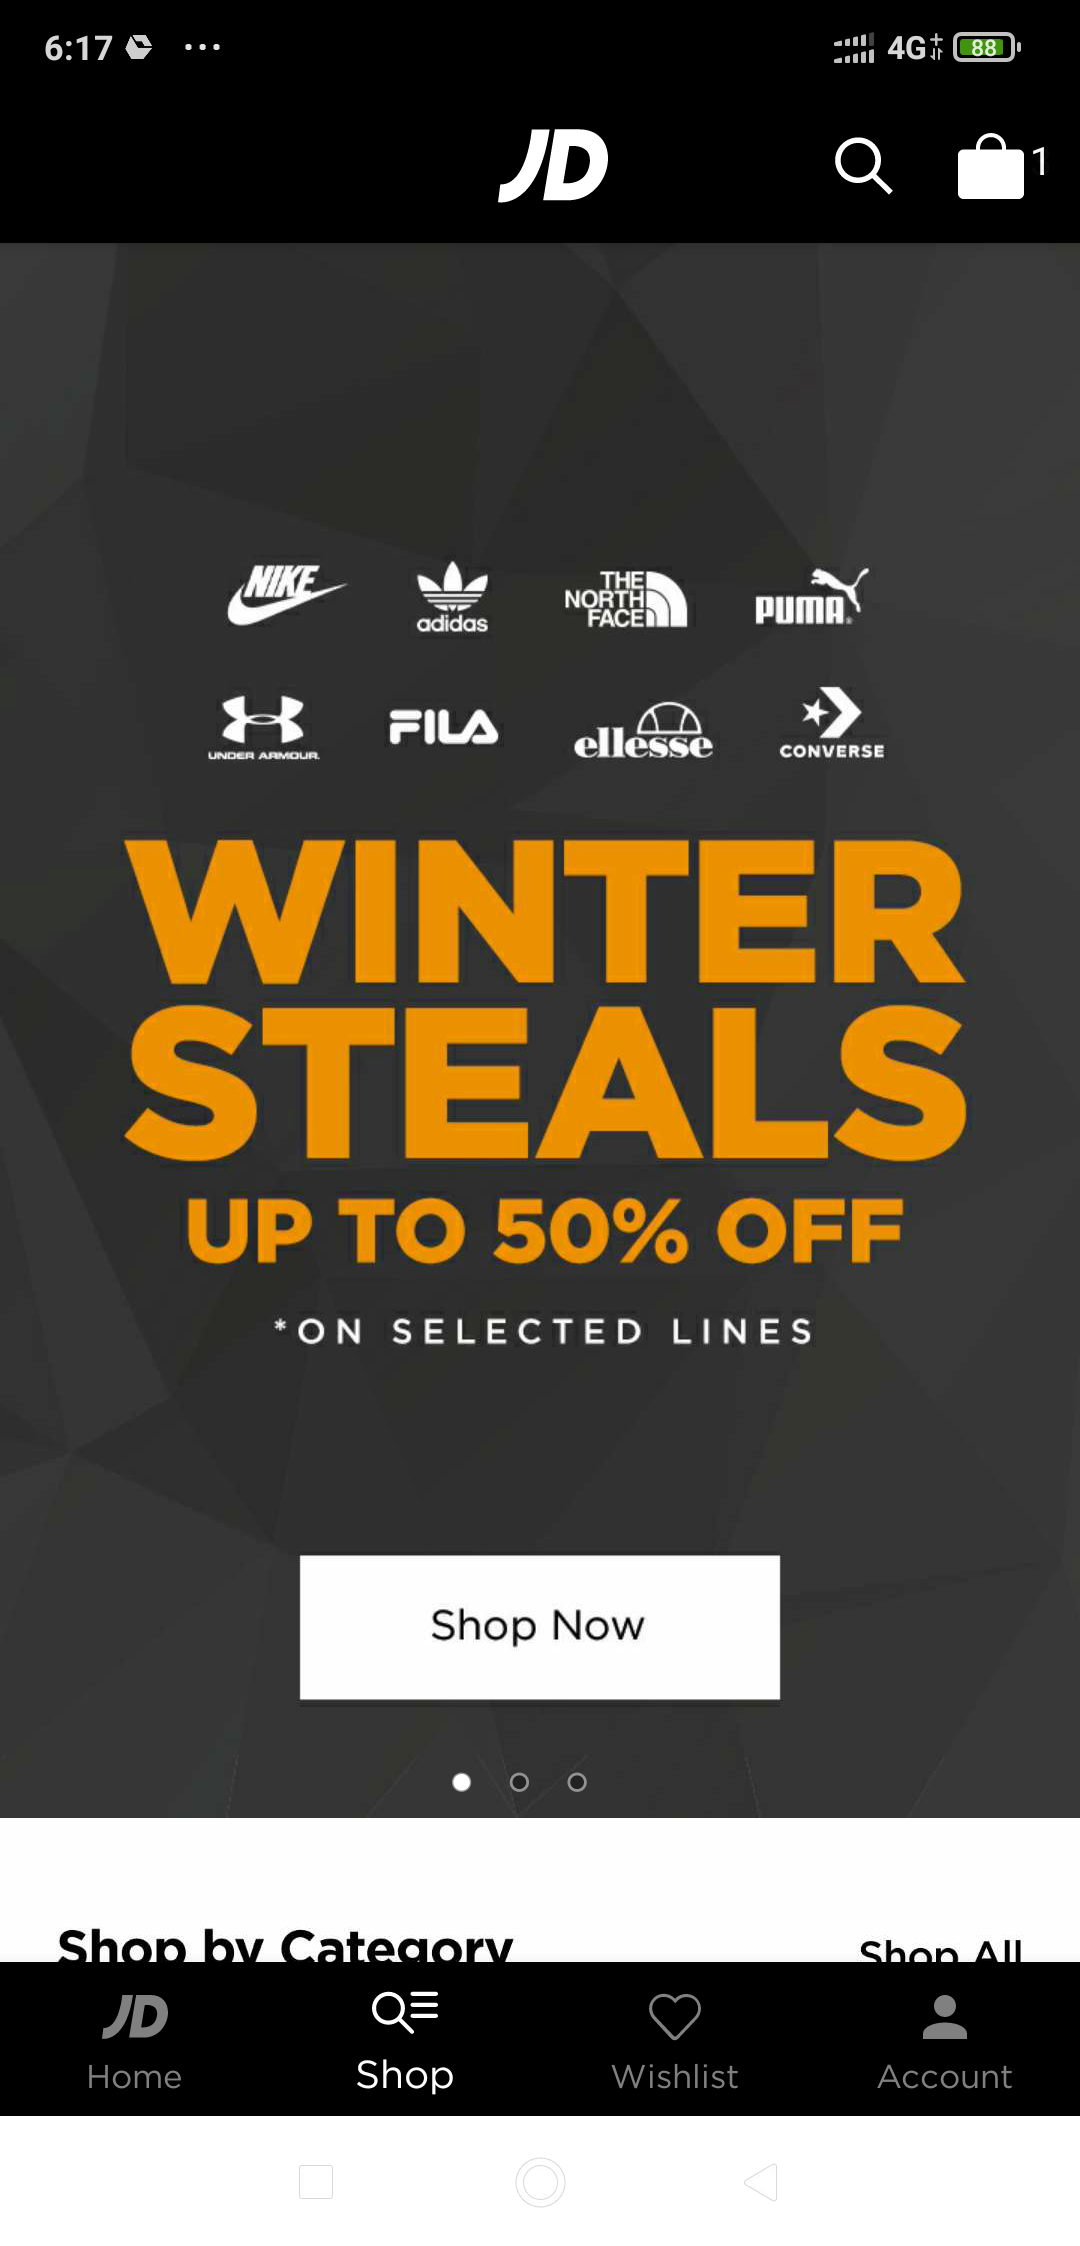 6:17 ... 4G+ 88
JD 1
NIKE adidas THE NORTH FACE PUMA
UNDER ARMOUR FILA ellesse CONVERSE
WINTER
STEALS
UP TO 50% OFF
*ON SELECTED LINES
Shop Now
Shop by Category Shop All
JD
Home Shop Wishlist Account